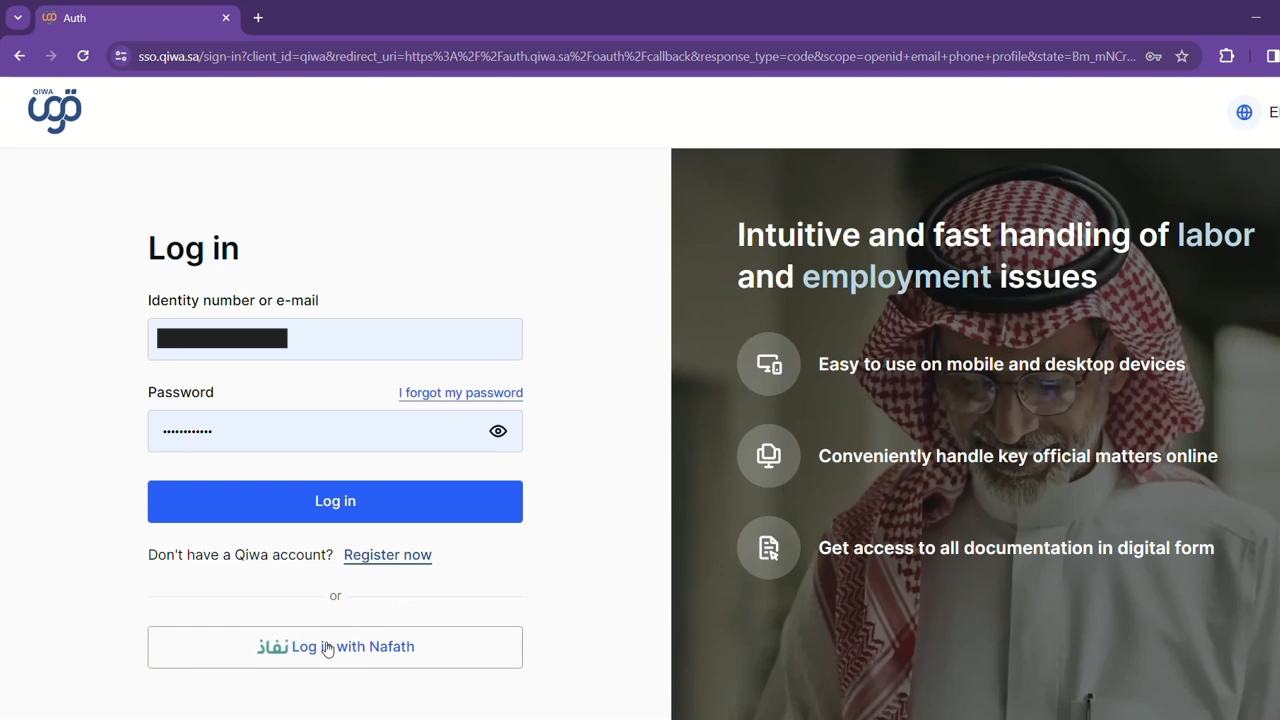 Auth
sso.qiwa.sa/sign-in?client_id=qiwa&redirect_uri=https%3A%2F%2Fauth.qiwa.sa%2Foauth%2Fcallback&response_type=code&scope=openid+email+phone+profile&state=Bm_mNCr...
QIWA
قوى
Log in
Identity number or e-mail
Password
I forgot my password
••••••••••••
Log in
Don't have a Qiwa account? Register now
or
نفاذ Log in with Nafath
Intuitive and fast handling of labor
and employment issues
Easy to use on mobile and desktop devices
Conveniently handle key official matters online
Get access to all documentation in digital form